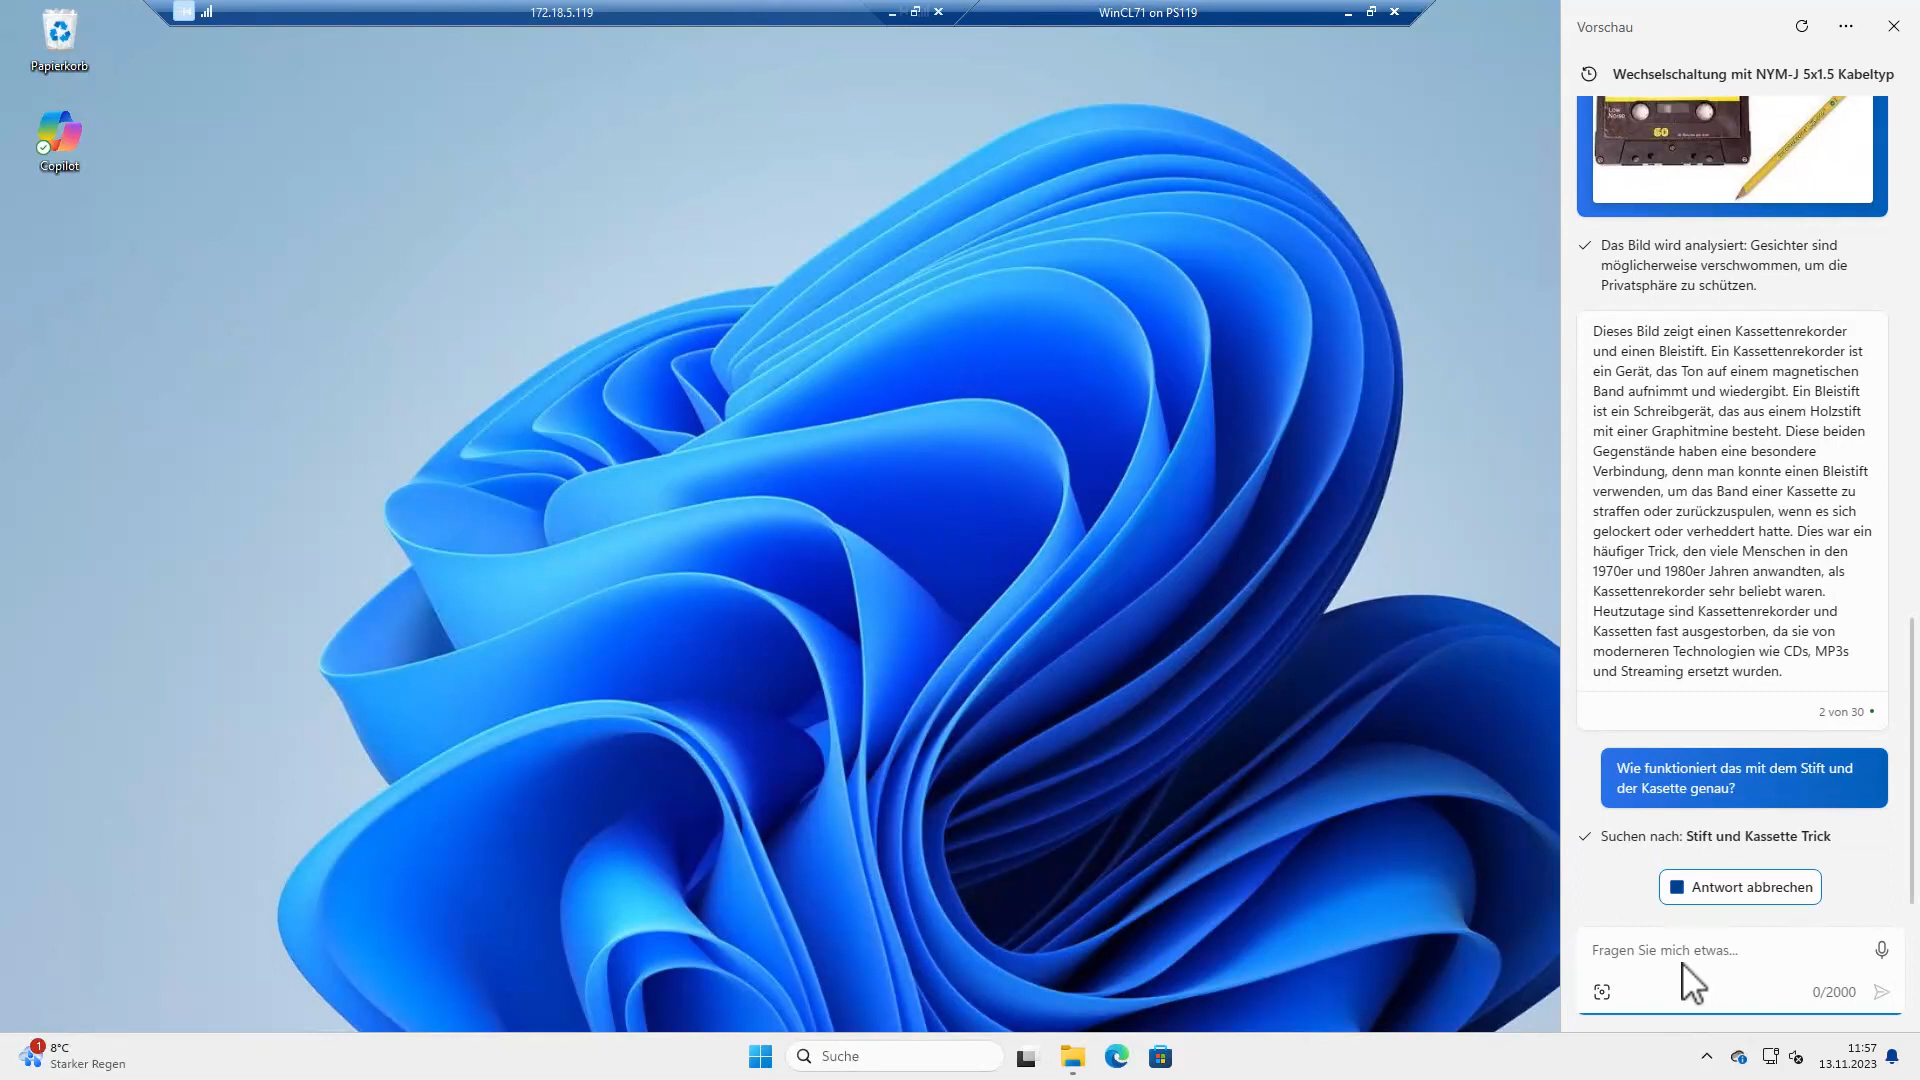 172.18.5.119
WinCL71 on PS119
Papierkorb
Copilot
Vorschau
Wechselschaltung mit NYM-J 5x1.5 Kabeltyp
Low
Noise
60
Das Bild wird analysiert: Gesichter sind
möglicherweise verschwommen, um die
Privatsphäre zu schützen.
Dieses Bild zeigt einen Kassettenrekorder
und einen Bleistift. Ein Kassettenrekorder ist
ein Gerät, das Ton auf einem magnetischen
Band aufnimmt und wiedergibt. Ein Bleistift
ist ein Schreibgerät, das aus einem Holzstift
mit einer Graphitmine besteht. Diese beiden
Gegenstände haben eine besondere
Verbindung, denn man konnte einen Bleistift
verwenden, um das Band einer Kassette zu
straffen oder zurückzuspulen, wenn es sich
gelockert oder verheddert hatte. Dies war ein
häufiger Trick, den viele Menschen in den
1970er und 1980er Jahren anwandten, als
Kassettenrekorder sehr beliebt waren.
Heutzutage sind Kassettenrekorder und
Kassetten fast ausgestorben, da sie von
moderneren Technologien wie CDs, MP3s
und Streaming ersetzt wurden.
2 von 30
Wie funktioniert das mit dem Stift und
der Kasette genau?
Suchen nach: Stift und Kassette Trick
Antwort abbrechen
Fragen Sie mich etwas...
0/2000
1
8°C
Starker Regen
Suche
11:57
13.11.2023